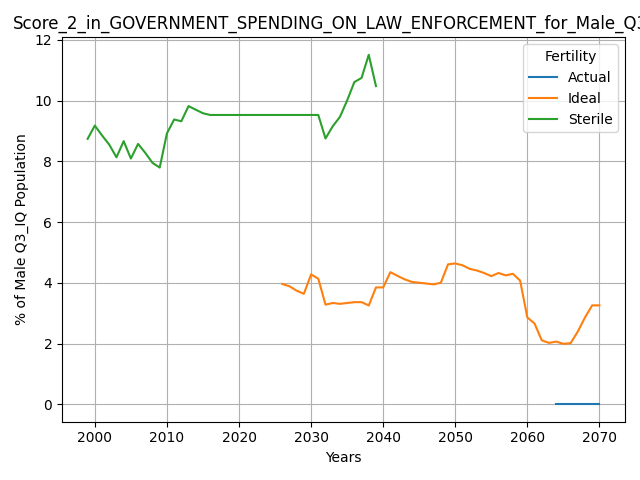 Score_2_in_GOVERNMENT_SPENDING_ON_LAW_ENFORCEMENT_for_Male_Q3
Fertility
Actual
Ideal
Sterile
% of Male Q3_IQ Population
12
10
8
6
4
2
0
2000 2010 2020 2030 2040 2050 2060 2070
Years